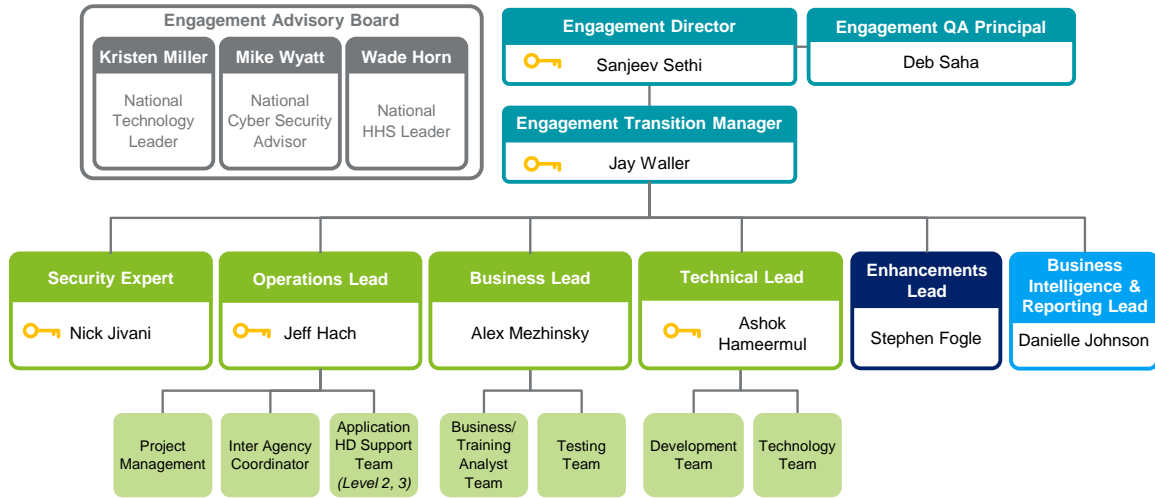 Engagement Advisory Board
Kristen Miller
National
Technology
Leader
Mike Wyatt
National
Cyber Security
Advisor
Wade Horn
National
HHS Leader
Engagement Director
Sanjeev Sethi
Engagement QA Principal
Deb Saha
Engagement Transition Manager
Jay Waller
Security Expert
Nick Jivani
Operations Lead
Jeff Hach
Business Lead
Alex Mezhinsky
Technical Lead
Ashok
Hameermul
Enhancements
Lead
Stephen Fogle
Business
Intelligence &
Reporting Lead
Danielle Johnson
Project
Management
Inter Agency
Coordinator
Application
HD Support
Team
(Level 2, 3)
Business/
Training
Analyst
Team
Testing
Team
Development
Team
Technology
Team